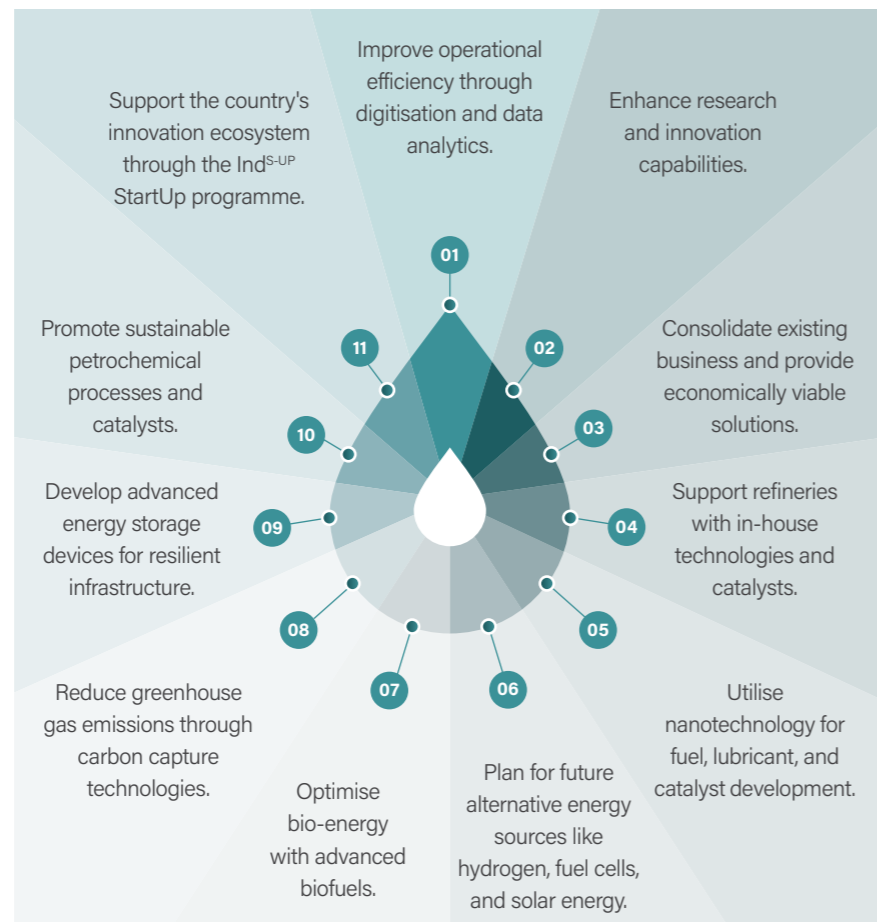 01
Improve operational
efficiency through
digitisation and data
analytics.
02
Enhance research
and innovation
capabilities.
03
Consolidate existing
business and provide
economically viable
solutions.
04
Support refineries
with in-house
technologies and
catalysts.
05
Utilise
nanotechnology for
fuel, lubricant, and
catalyst development.
06
Plan for future
alternative energy
sources like
hydrogen, fuel cells,
and solar energy.
07
Optimise
bio-energy
with advanced
biofuels.
08
Reduce greenhouse
gas emissions through
carbon capture
technologies.
09
Develop advanced
energy storage
devices for resilient
infrastructure.
10
Promote sustainable
petrochemical
processes and
catalysts.
11
Support the country's
innovation ecosystem
through the IndS-UP
StartUp programme.